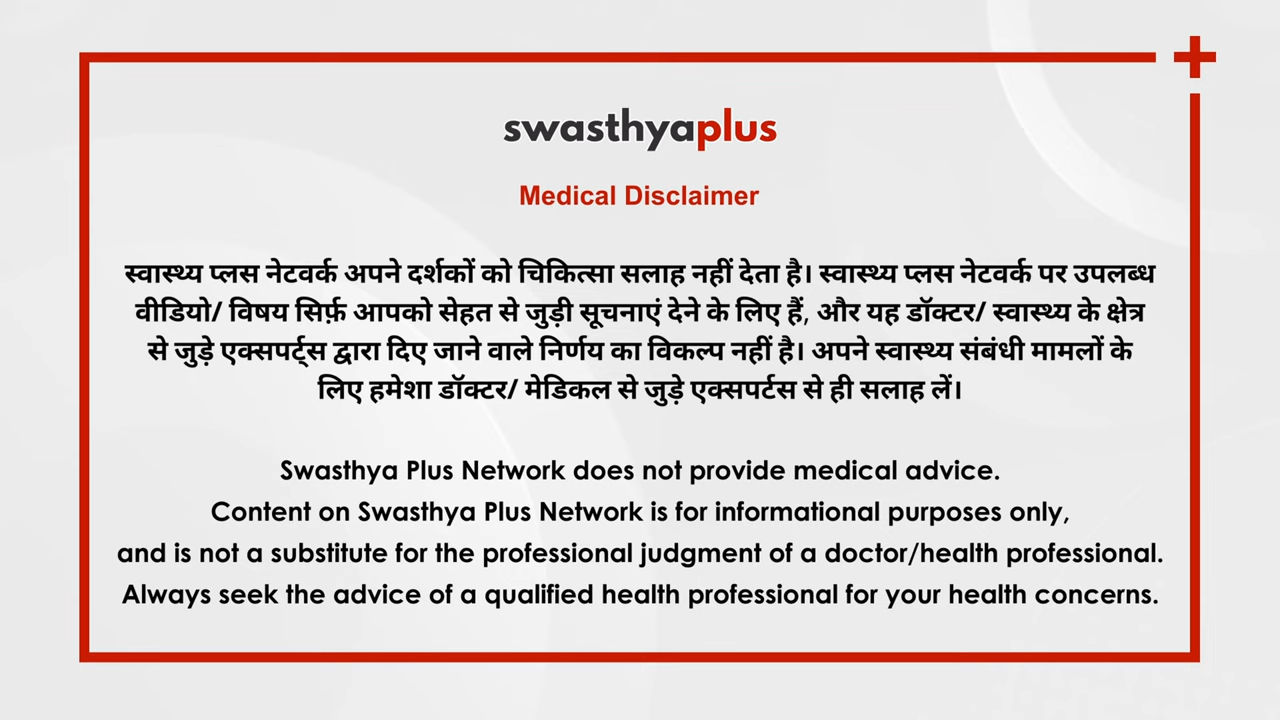 swasthyaplus
Medical Disclaimer
स्वास्थ्य प्लस नेटवर्क अपने दर्शकों को चिकित्सा सलाह नहीं देता है। स्वास्थ्य प्लस नेटवर्क पर उपलब्ध
वीडियो/ विषय सिर्फ़ आपको सेहत से जुड़ी सूचनाएं देने के लिए हैं, और यह डॉक्टर/ स्वास्थ्य के क्षेत्र
से जुड़े एक्सपर्ट्स द्वारा दिए जाने वाले निर्णय का विकल्प नहीं है। अपने स्वास्थ्य संबंधी मामलों के
लिए हमेशा डॉक्टर/ मेडिकल से जुड़े एक्सपर्टस से ही सलाह लें।
Swasthya Plus Network does not provide medical advice.
Content on Swasthya Plus Network is for informational purposes only,
and is not a substitute for the professional judgment of a doctor/health professional.
Always seek the advice of a qualified health professional for your health concerns.